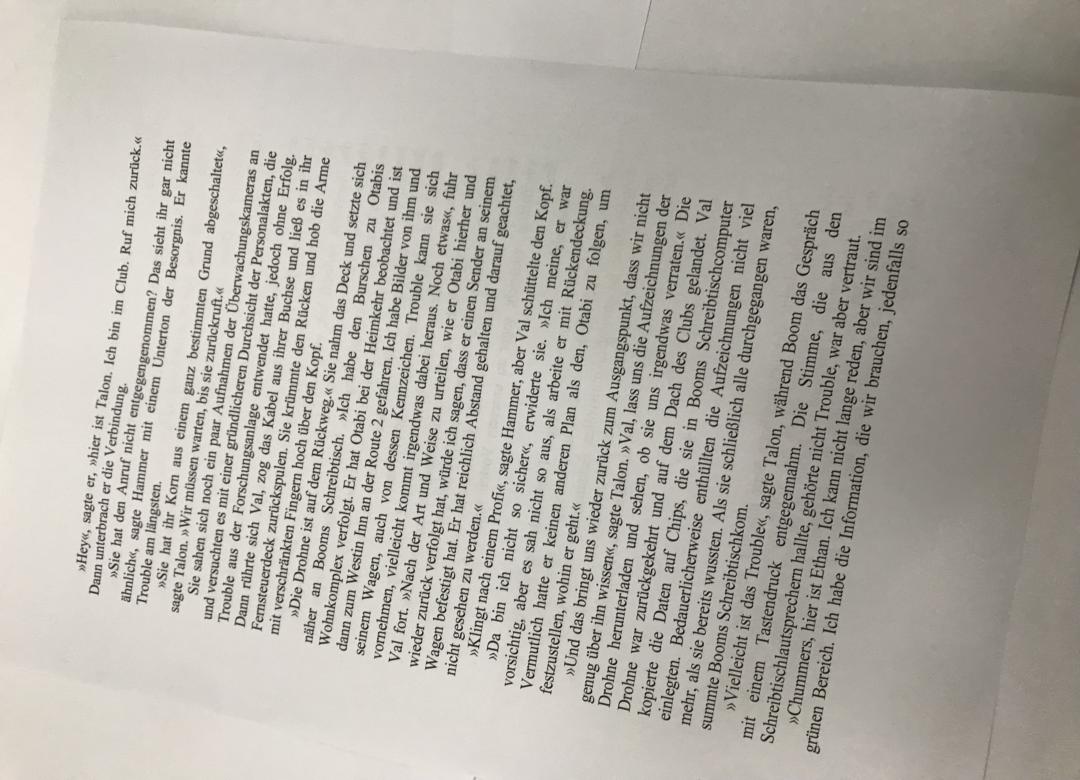 »Hey«, sagte er, »hier ist Talon. Ich bin im Club. Ruf mich zurück.«
Dann unterbrach er die Verbindung.
»Sie hat den Anruf nicht entgegengenommen? Das sieht ihr gar nicht
ähnlich«, sagte Hammer mit einem Unterton der Besorgnis. Er kannte
Trouble am längsten.
»Sie hat ihr Korn aus einem ganz bestimmten Grund abgeschaltet«,
sagte Talon. »Wir müssen warten, bis sie zurückruft.«
Sie sahen sich noch ein paar Aufnahmen der Überwachungskameras an
und versuchten es mit einer gründlicheren Durchsicht der Personalakten, die
Trouble aus der Forschungsanlage entwendet hatte, jedoch ohne Erfolg.
Dann rührte sich Val, zog das Kabel aus ihrer Buchse und ließ es in ihr
Fernsteuerdeck zurückspulen. Sie krümmte den Rücken und hob die Arme
mit verschränkten Fingern hoch über den Kopf.
»Die Drohne ist auf dem Rückweg.« Sie nahm das Deck und setzte sich
näher an Booms Schreibtisch. »Ich habe den Burschen zu Otabis
Wohnkomplex verfolgt. Er hat Otabi bei der Heimkehr beobachtet und ist
dann zum Westin Inn an der Route 2 gefahren. Ich habe Bilder von ihm und
seinem Wagen, auch von dessen Kennzeichen. Trouble kann sie sich
vornehmen, vielleicht kommt irgendwas dabei heraus. Noch etwas«, fuhr
Val fort. »Nach der Art und Weise zu urteilen, wie er Otabi hierher und
wieder zurück verfolgt hat, würde ich sagen, dass er einen Sender an seinem
Wagen befestigt hat. Er hat reichlich Abstand gehalten und darauf geachtet,
nicht gesehen zu werden.«
»Klingt nach einem Profi«, sagte Hammer, aber Val schüttelte den Kopf.
»Da bin ich nicht so sicher«, erwiderte sie. »Ich meine, er war
vorsichtig, aber es sah nicht so aus, als arbeite er mit Rückendeckung.
Vermutlich hatte er keinen anderen Plan als den, Otabi zu folgen, um
festzustellen, wohin er geht.«
»Und das bringt uns wieder zurück zum Ausgangspunkt, dass wir nicht
genug über ihn wissen«, sagte Talon. »Val, lass uns die Aufzeichnungen der
Drohne herunterladen und sehen, ob sie uns irgendwas verraten.« Die
Drohne war zurückgekehrt und auf dem Dach des Clubs gelandet. Val
kopierte die Daten auf Chips, die sie in Booms Schreibtischcomputer
einlegten. Bedauerlicherweise enthüllten die Aufzeichnungen nicht viel
mehr, als sie bereits wussten. Als sie schließlich alle durchgegangen waren,
summte Booms Schreibtischkom.
»Vielleicht ist das Trouble«, sagte Talon, während Boom das Gespräch
mit einem Tastendruck entgegennahm. Die Stimme, die aus den
Schreibtischlautsprechern hallte, gehörte nicht Trouble, war aber vertraut.
»Chummers, hier ist Ethan. Ich kann nicht lange reden, aber wir sind im
grünen Bereich. Ich habe die Information, die wir brauchen, jedenfalls so